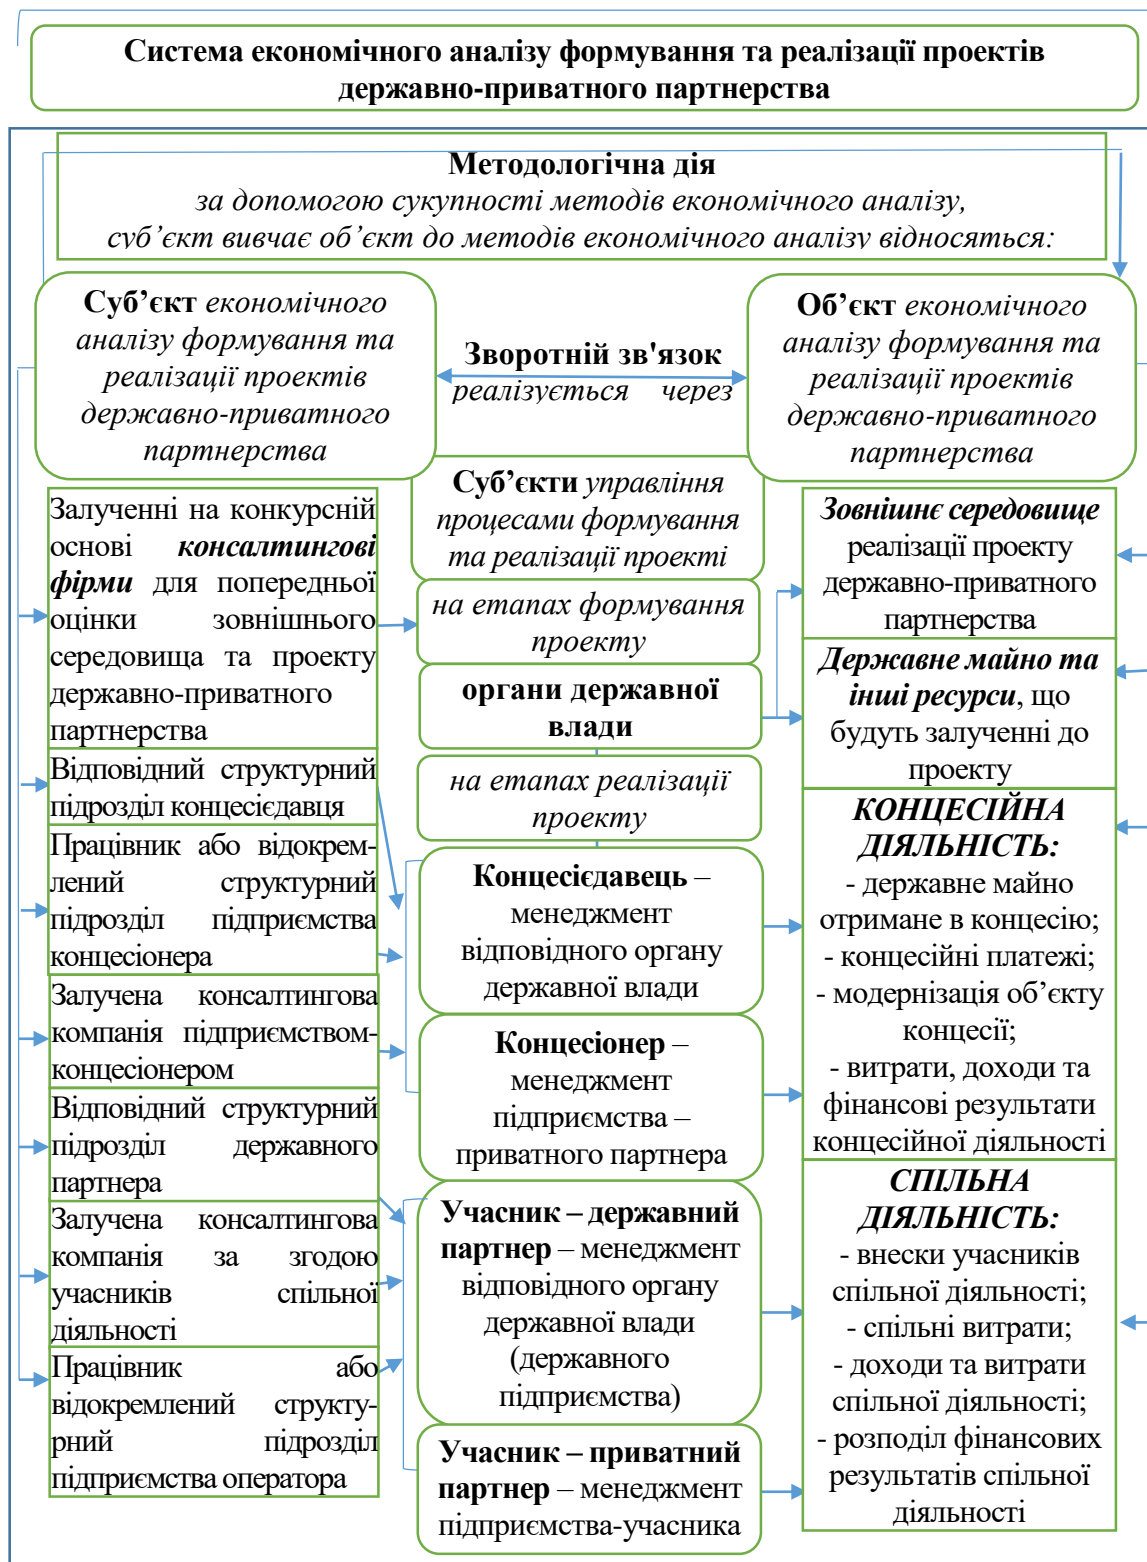 Система економічного аналізу формування та реалізації проектів
державно-приватного партнерства
Методологічна дія
за допомогою сукупності методів економічного аналізу,
суб’єкт вивчає об’єкт до методів економічного аналізу відносяться:
Суб’єкт економічного
аналізу формування та
реалізації проектів
державно-приватного
партнерства
Зворотній зв'язок
реалізується через
Об’єкт економічного
аналізу формування та
реалізації проектів
державно-приватного
партнерства
Залученні на конкурсній
основі консалтингові
фірми для попередньої
оцінки зовнішнього
середовища та проекту
державно-приватного
партнерства
Відповідний структурний
підрозділ концесієдавця
Працівник або відокрем-
лений структурний
підрозділ підприємства
концесіонера
Залучена консалтингова
компанія підприємством-
концесіонером
Відповідний структурний
підрозділ державного
партнера
Залучена консалтингова
компанія за згодою
учасників спільної
діяльності
Працівник або
відокремлений структу-
рний підрозділ
підприємства оператора
Суб’єкти управління
процесами формування
та реалізації проекті
на етапах формування
проекту
органи державної
влади
на етапах реалізації
проекту
Концесієдавець –
менеджмент
відповідного органу
державної влади
Концесіонер –
менеджмент
підприємства –
приватного партнера
Учасник – державний
партнер – менеджмент
відповідного органу
державної влади
(державного
підприємства)
Учасник – приватний
партнер – менеджмент
підприємства-учасника
Зовнішнє середовище
реалізації проекту
державно-приватного
партнерства
Державне майно та
інші ресурси, що
будуть залученні до
проекту
КОНЦЕСІЙНА
ДІЯЛЬНІСТЬ:
- державне майно
отримане в концесію;
- концесійні платежі;
- модернізація об’єкту
концесії;
- витрати, доходи та
фінансові результати
концесійної діяльності
СПІЛЬНА
ДІЯЛЬНІСТЬ:
- внески учасників
спільної діяльності;
- спільні витрати;
- доходи та витрати
спільної діяльності;
- розподіл фінансових
результатів спільної
діяльності